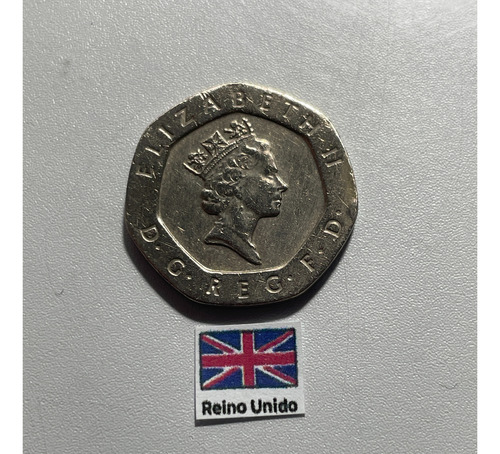 ELIZABETH II
D. G. REG. F. D.
Reino Unido